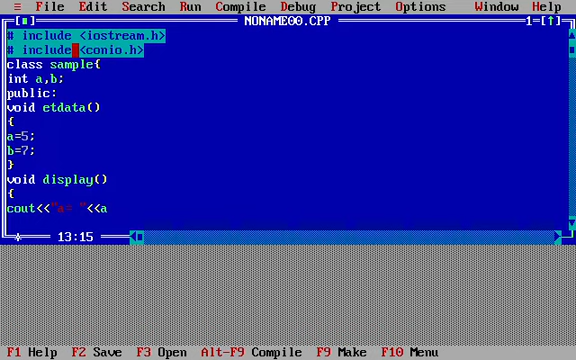 ≡ File Edit Search Run Compile Debug Project Options Window Help
[■] NONAME00.CPP 1=[↑]
# include <iostream.h>
# include <conio.h>
class sample{
int a,b;
public:
void etdata()
{
a=5;
b=7;
}
void display()
{
cout<<"a= "<<a
* 13:15
F1 Help F2 Save F3 Open Alt-F9 Compile F9 Make F10 Menu